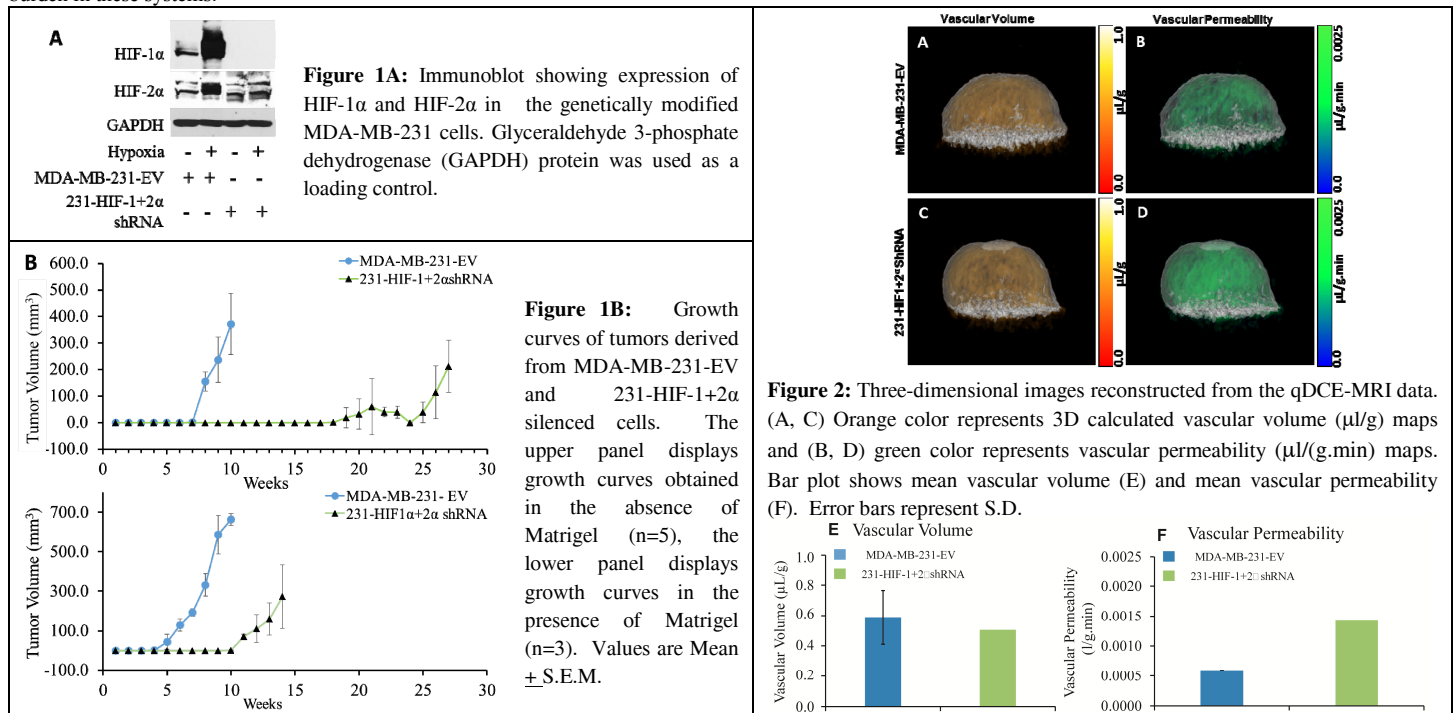 burden in these systems.
A
HIF-1α
HIF-2α
GAPDH
Hypoxia - + - +
MDA-MB-231-EV + + - -
231-HIF-1+2α
shRNA - - + +
Figure 1A: Immunoblot showing expression of
HIF-1α and HIF-2α in the genetically modified
MDA-MB-231 cells. Glyceraldehyde 3-phosphate
dehydrogenase (GAPDH) protein was used as a
loading control.
B
MDA-MB-231-EV
231-HIF-1+2αshRNA
Tumor Volume (mm³)
600.0
500.0
400.0
300.0
200.0
100.0
0.0
-100.0
0 5 10 15 20 25 30
Weeks
MDA-MB-231- EV
231-HIF1α+2α shRNA
Tumor Volume (mm³)
700.0
500.0
300.0
100.0
-100.0
0 5 10 15 20 25 30
Weeks
Figure 1B: Growth
curves of tumors derived
from MDA-MB-231-EV
and 231-HIF-1+2α
silenced cells. The
upper panel displays
growth curves obtained
in the absence of
Matrigel (n=5), the
lower panel displays
growth curves in the
presence of Matrigel
(n=3). Values are Mean
+ S.E.M.
Vascular Volume
Vascular Permeability
MDA-MB-231-EV
A
1.0
µL/g
0.0
B
0.0025
µL/g.min
0.0
231-HIF1+2αShRNA
C
1.0
µL/g
0.0
D
0.0025
µL/g.min
0.0
Figure 2: Three-dimensional images reconstructed from the qDCE-MRI data.
(A, C) Orange color represents 3D calculated vascular volume (µl/g) maps
and (B, D) green color represents vascular permeability (µl/(g.min) maps.
Bar plot shows mean vascular volume (E) and mean vascular permeability
(F). Error bars represent S.D.
E Vascular Volume
MDA-MB-231-EV
231-HIF-1+2□shRNA
Vascular Volume (µL/g)
1.0
0.8
0.6
0.4
0.2
0.0
F Vascular Permeability
MDA-MB-231-EV
231-HIF-1+2□shRNA
Vascular Permeability
(l/g.min)
0.0025
0.0020
0.0015
0.0010
0.0005
0.0000